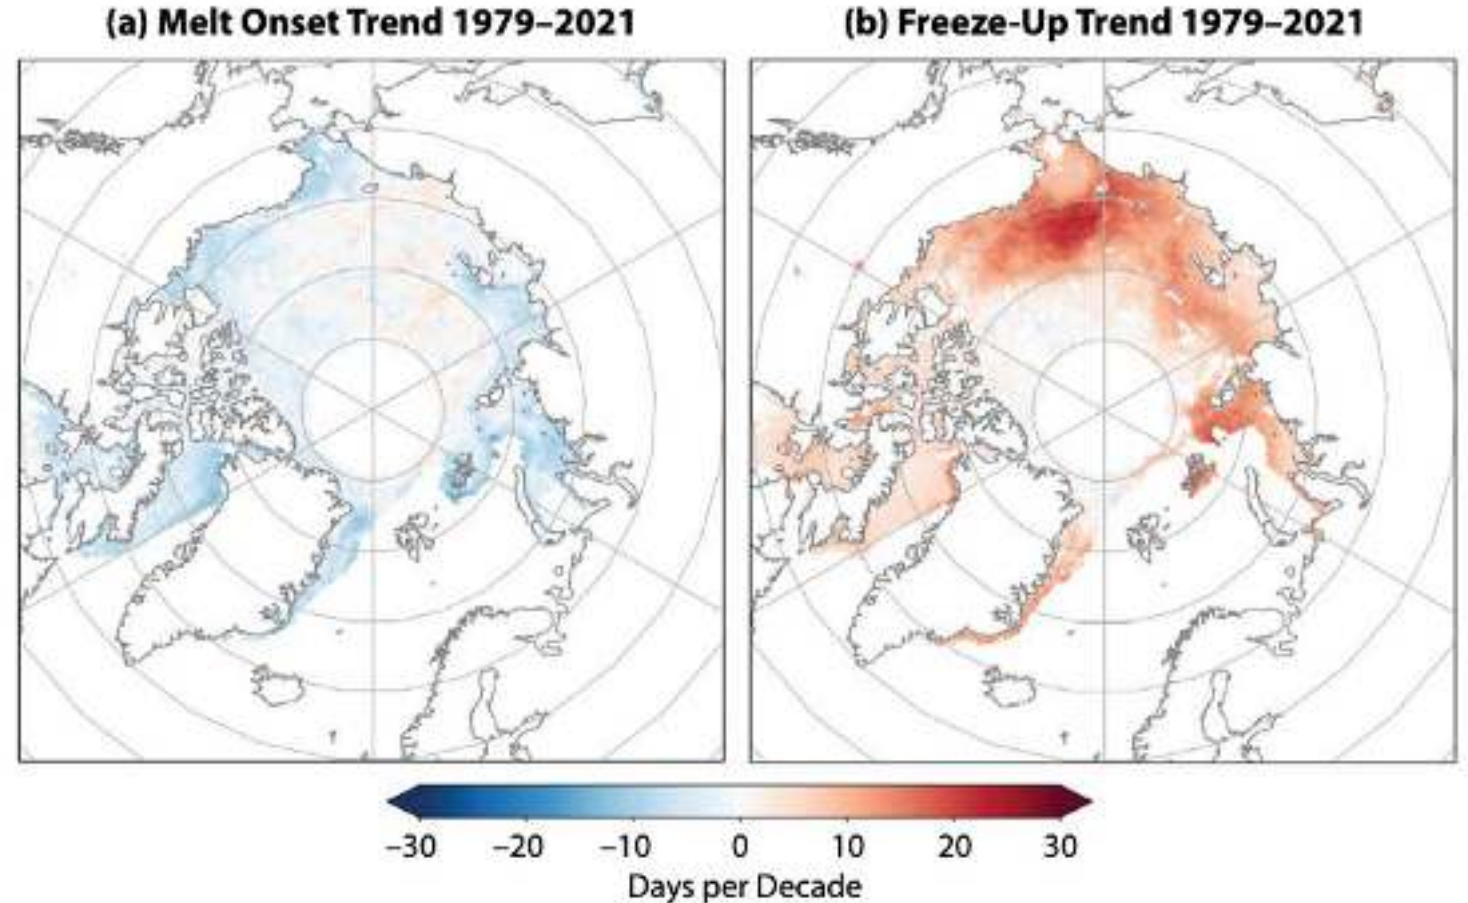 (a) Melt Onset Trend 1979–2021
(b) Freeze-Up Trend 1979–2021
–30 –20 –10 0 10 20 30
Days per Decade